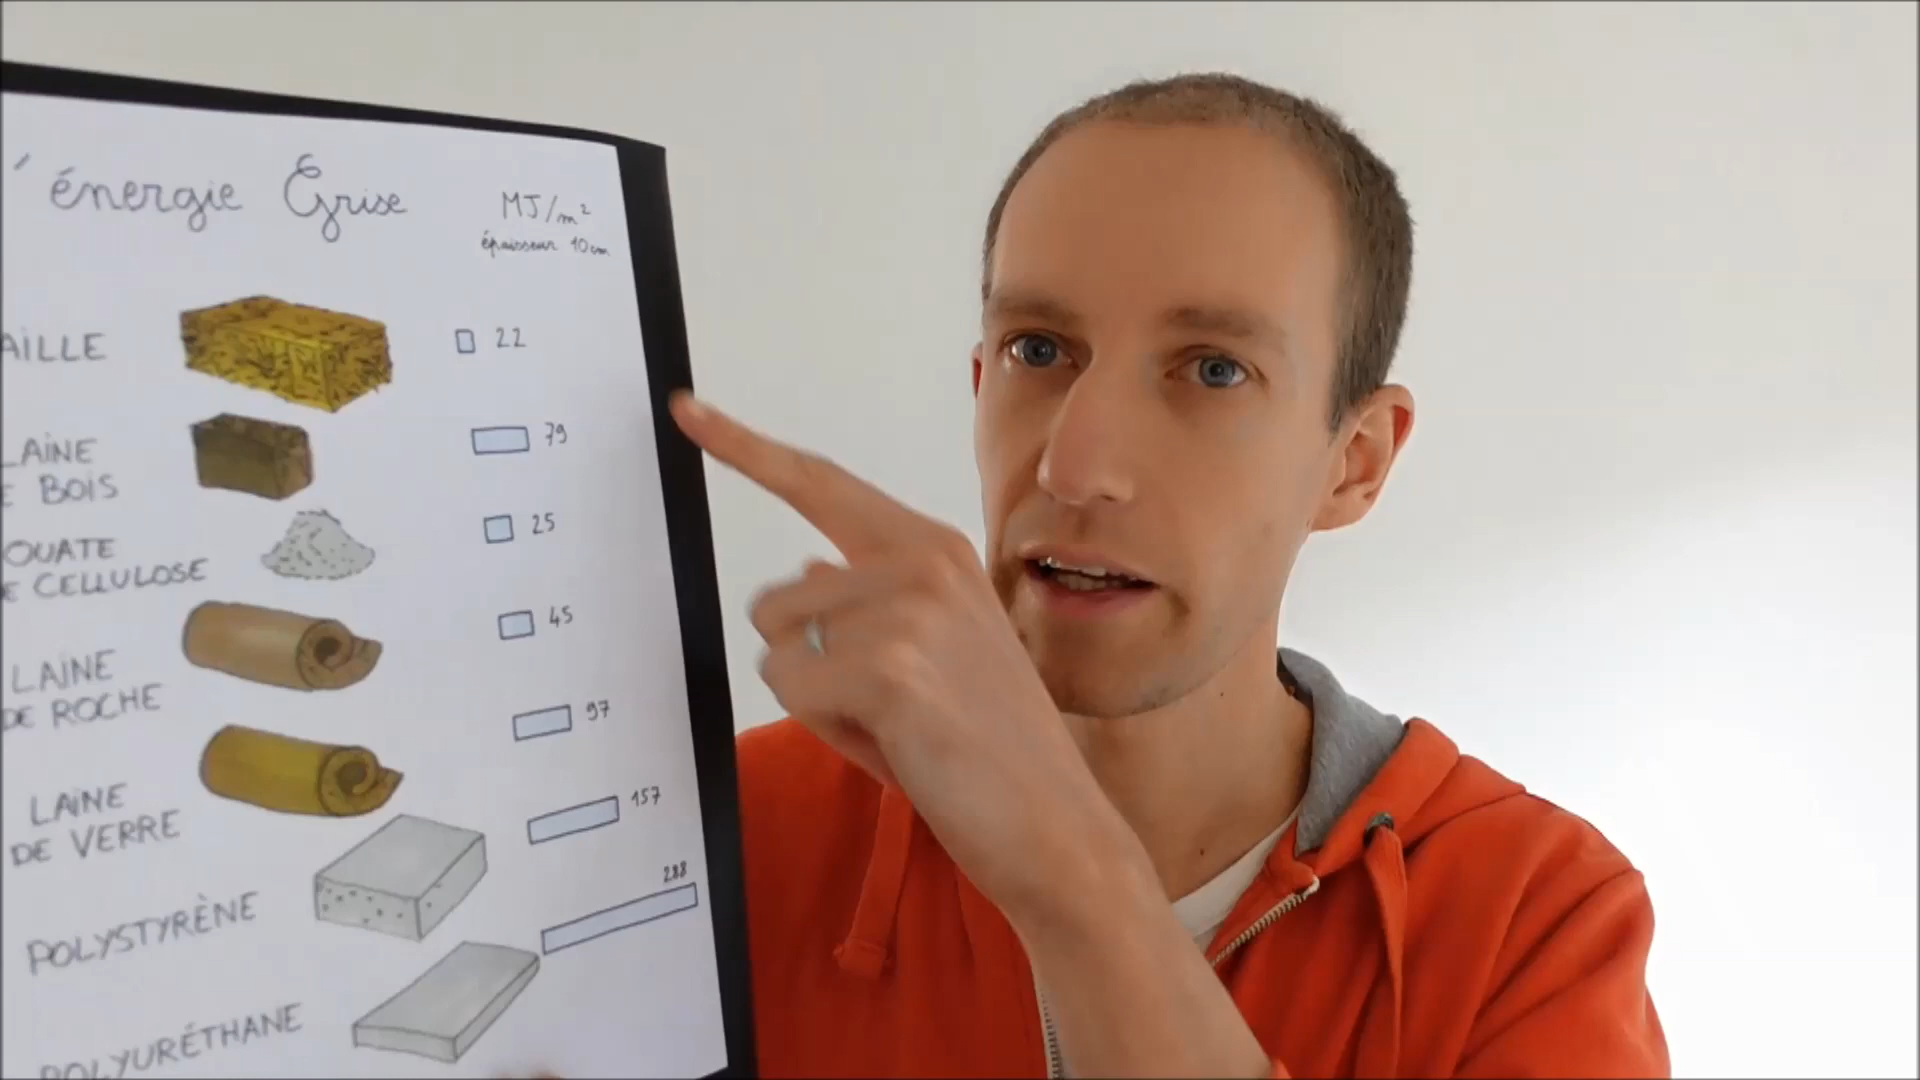 ' énergie Grise
MJ/m²
épaisseur 10cm
AILLE
22
LAINE
E BOIS
79
OUATE
E CELLULOSE
25
LAINE
DE ROCHE
45
LAINE
DE VERRE
97
POLYSTYRÈNE
157
POLYURÉTHANE
288